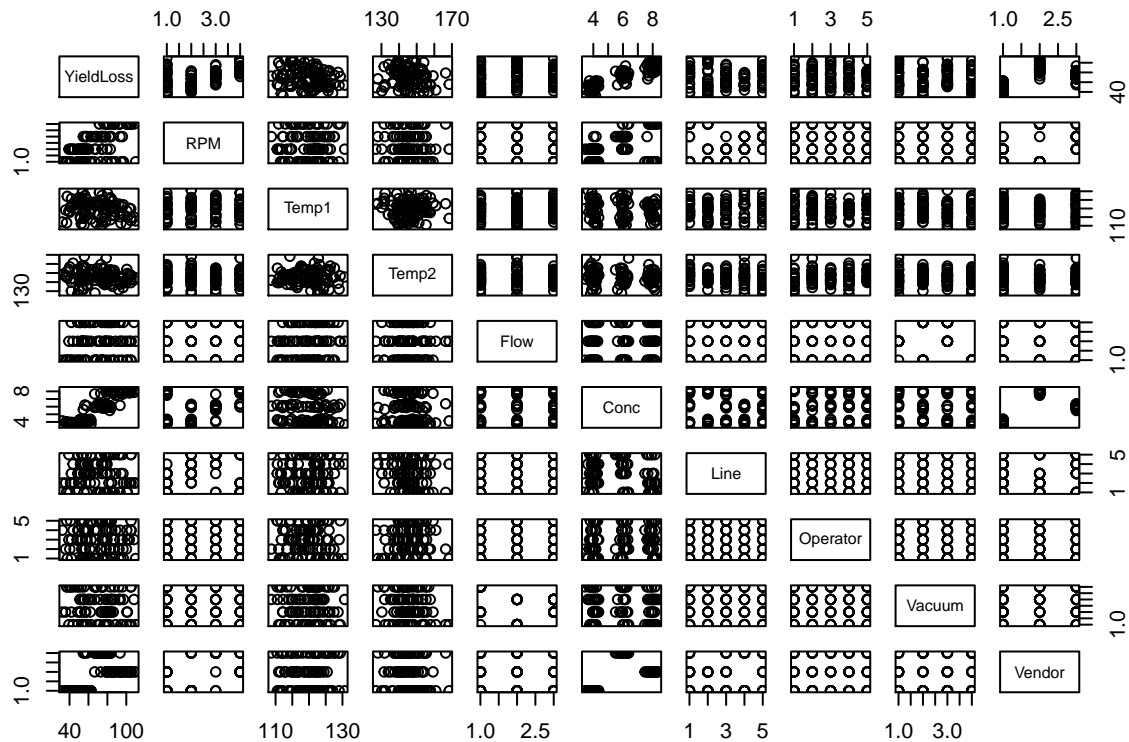 1.0 3.0 130 170 4 6 8 1 3 5 1.0 2.5
YieldLoss 40
1.0 RPM
Temp1 110
130 Temp2
Flow 1.0
4 8 Conc
Line 1 5
1 5 Operator
Vacuum 1.0
1.0 Vendor
40 100 110 130 1.0 2.5 1 3 5 1.0 3.0